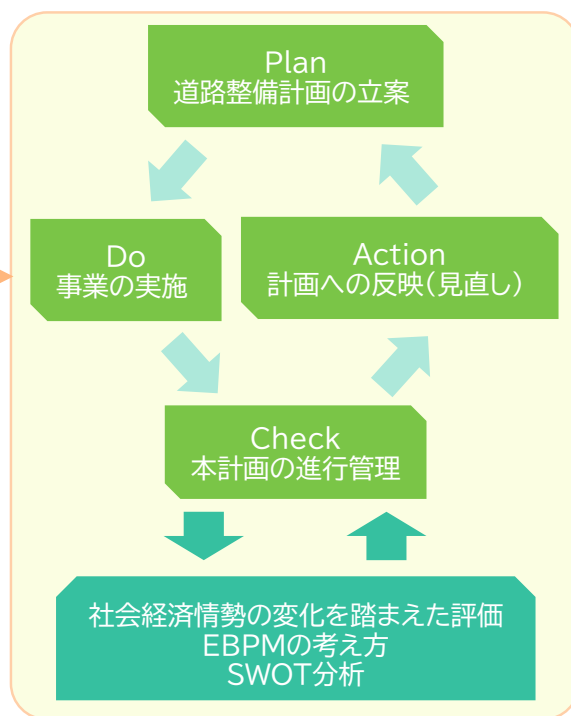 Plan
道路整備計画の立案
Do
事業の実施
Action
計画への反映（見直し）
Check
本計画の進行管理
社会経済情勢の変化を踏まえた評価
EBPMの考え方
SWOT分析